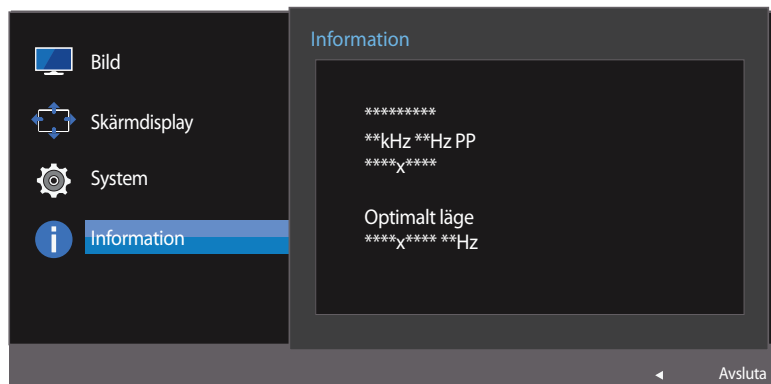 Bild
Skärmdisplay
System
Information
Information
*********
**kHz **Hz PP
****x****
Optimalt läge
****x**** **Hz
Avsluta